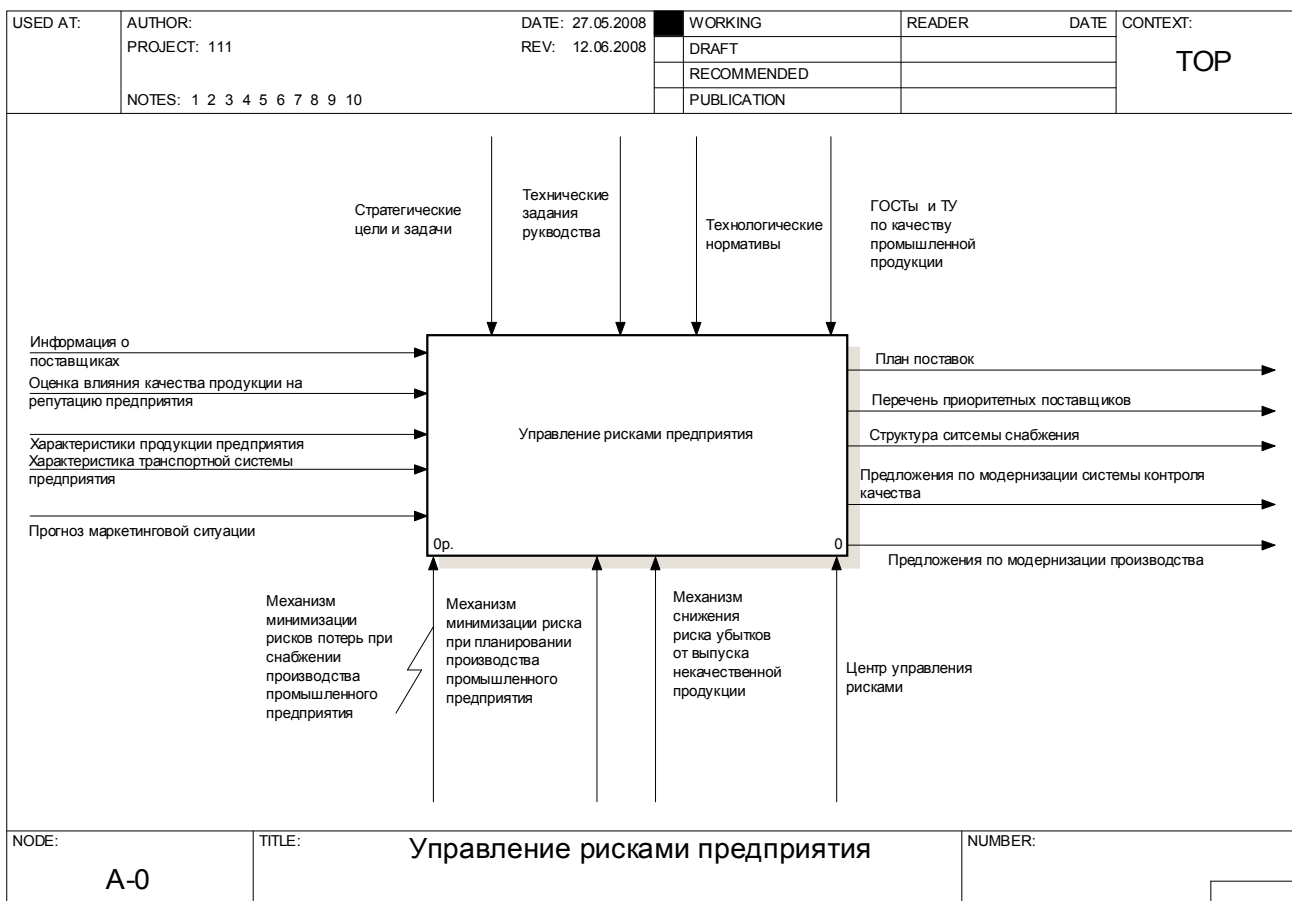 USED AT:
AUTHOR:
DATE: 27.05.2008
WORKING
READER
DATE
CONTEXT:
PROJECT: 111
REV: 12.06.2008
DRAFT
TOP
RECOMMENDED
NOTES: 1 2 3 4 5 6 7 8 9 10
PUBLICATION
Стратегические
цели и задачи
Технические
задания
рукводства
Технологические
нормативы
ГОСТы и ТУ
по качеству
промышленной
продукции
Информация о
поставщиках
Оценка влияния качества продукции на
репутацию предприятия
Характеристики продукции предприятия
Характеристика транспортной системы
предприятия
Прогноз маркетинговой ситуации
Управление рисками предприятия
0р.
0
План поставок
Перечень приоритетных поставщиков
Структура ситсемы снабжения
Предложения по модернизации системы контроля
качества
Предложения по модернизации производства
Механизм
минимизации
рисков потерь при
снабжении
производства
промышленного
предприятия
Механизм
минимизации риска
при планировании
производства
промышленного
предприятия
Механизм
снижения
риска убытков
от выпуска
некачественной
продукции
Центр управления
рисками
NODE:
TITLE:
NUMBER:
A-0
Управление рисками предприятия